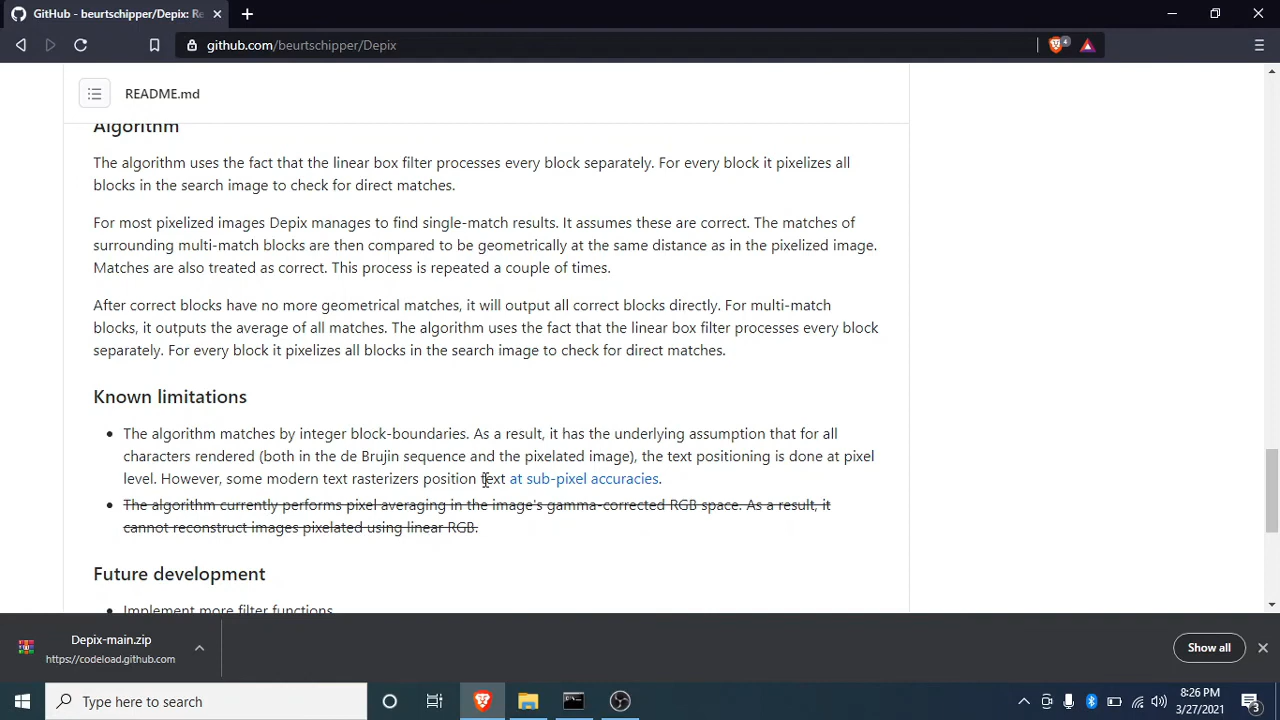 GitHub - beurtschipper/Depix: Re
github.com/beurtschipper/Depix
4
README.md
Algorithm
The algorithm uses the fact that the linear box filter processes every block separately. For every block it pixelizes all
blocks in the search image to check for direct matches.
For most pixelized images Depix manages to find single-match results. It assumes these are correct. The matches of
surrounding multi-match blocks are then compared to be geometrically at the same distance as in the pixelized image.
Matches are also treated as correct. This process is repeated a couple of times.
After correct blocks have no more geometrical matches, it will output all correct blocks directly. For multi-match
blocks, it outputs the average of all matches. The algorithm uses the fact that the linear box filter processes every block
separately. For every block it pixelizes all blocks in the search image to check for direct matches.
Known limitations
• The algorithm matches by integer block-boundaries. As a result, it has the underlying assumption that for all
characters rendered (both in the de Brujin sequence and the pixelated image), the text positioning is done at pixel
level. However, some modern text rasterizers position text at sub-pixel accuracies.
• The algorithm currently performs pixel averaging in the image's gamma-corrected RGB space. As a result, it
cannot reconstruct images pixelated using linear RGB.
Future development
• Implement more filter functions
Depix-main.zip
https://codeload.github.com
Show all
Type here to search
8:26 PM
3/27/2021
3